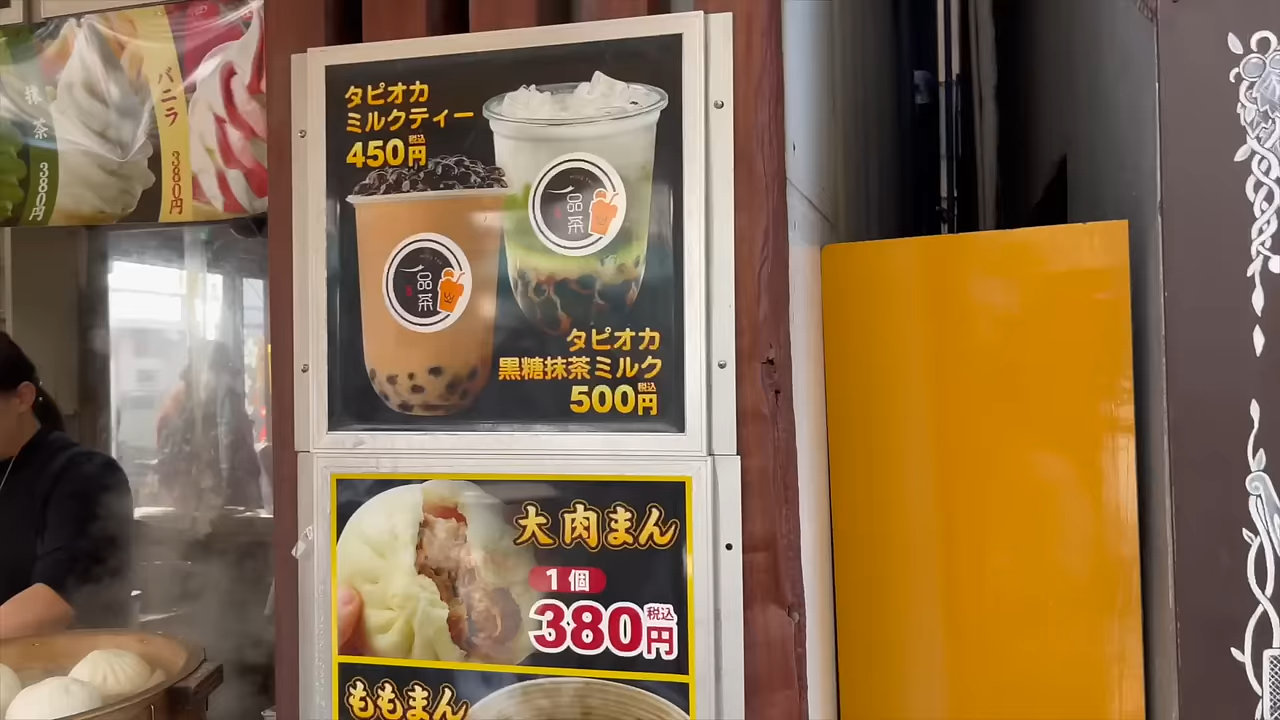 抹茶
380円
バニラ
380円
タピオカ
ミルクティー
450円
税込
一品茶
一品茶
タピオカ
黒糖抹茶ミルク
500円
税込
大肉まん
1個
380円
税込
ももまん